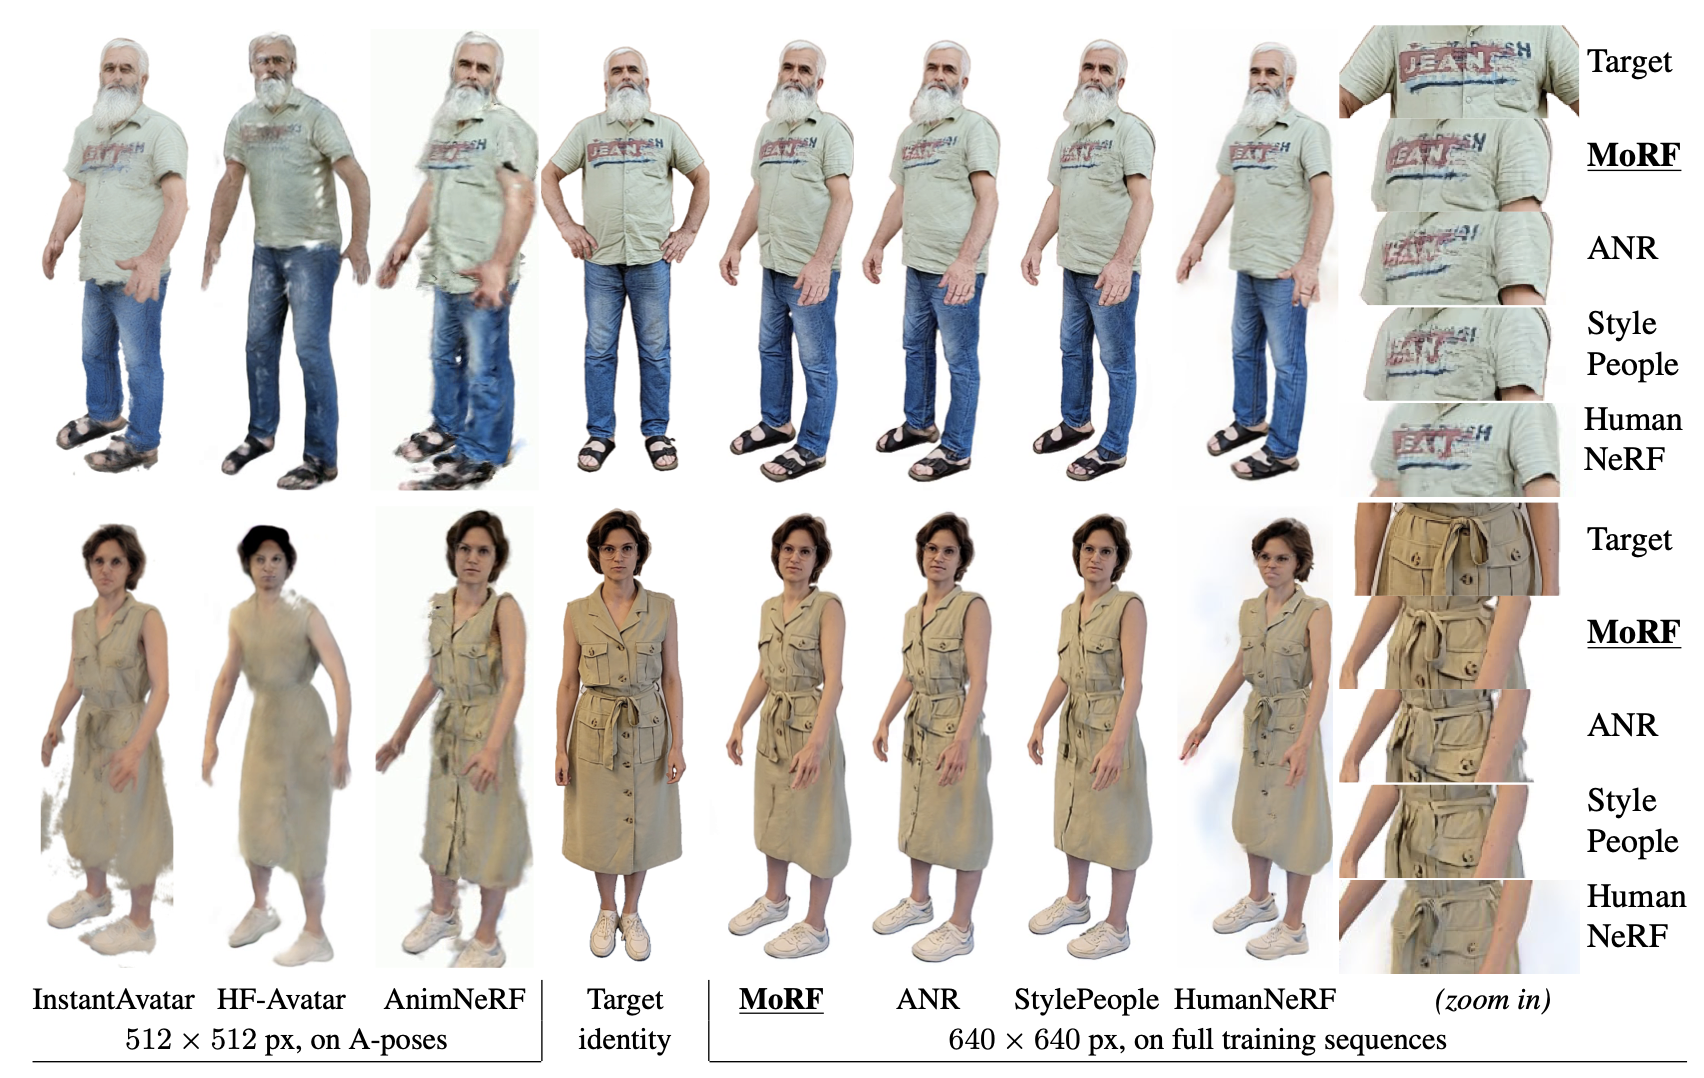 Target
JEANS
MoRF
ANR
Style
People
Human
NeRF
Target
MoRF
ANR
Style
People
Human
NeRF
InstantAvatar HF-Avatar AnimNeRF Target MoRF ANR StylePeople HumanNeRF (zoom in)
512 × 512 px, on A-poses identity 640 × 640 px, on full training sequences